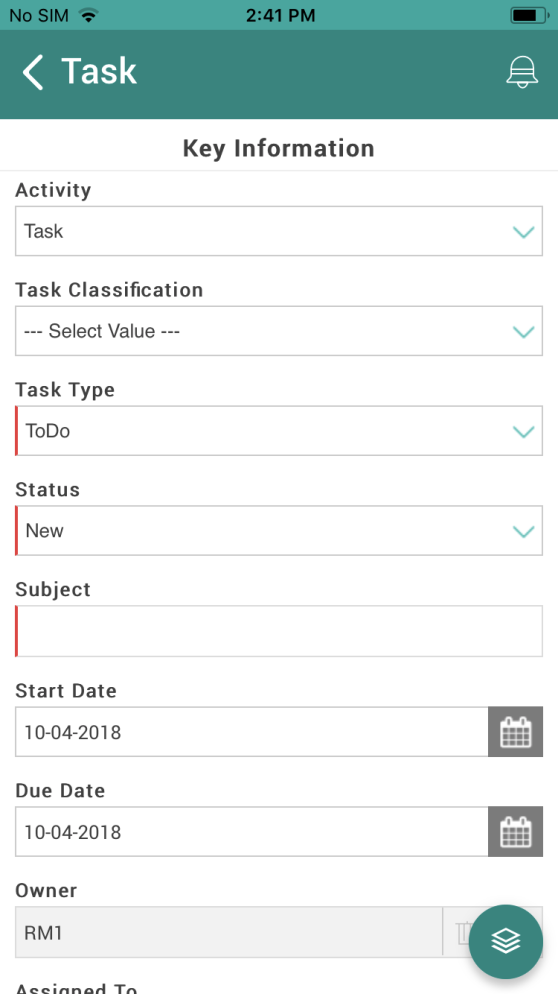 No SIM 2:41 PM
Task
Key Information
Activity
Task
Task Classification
--- Select Value ---
Task Type
ToDo
Status
New
Subject
Start Date
10-04-2018
Due Date
10-04-2018
Owner
RM1
Assigned To